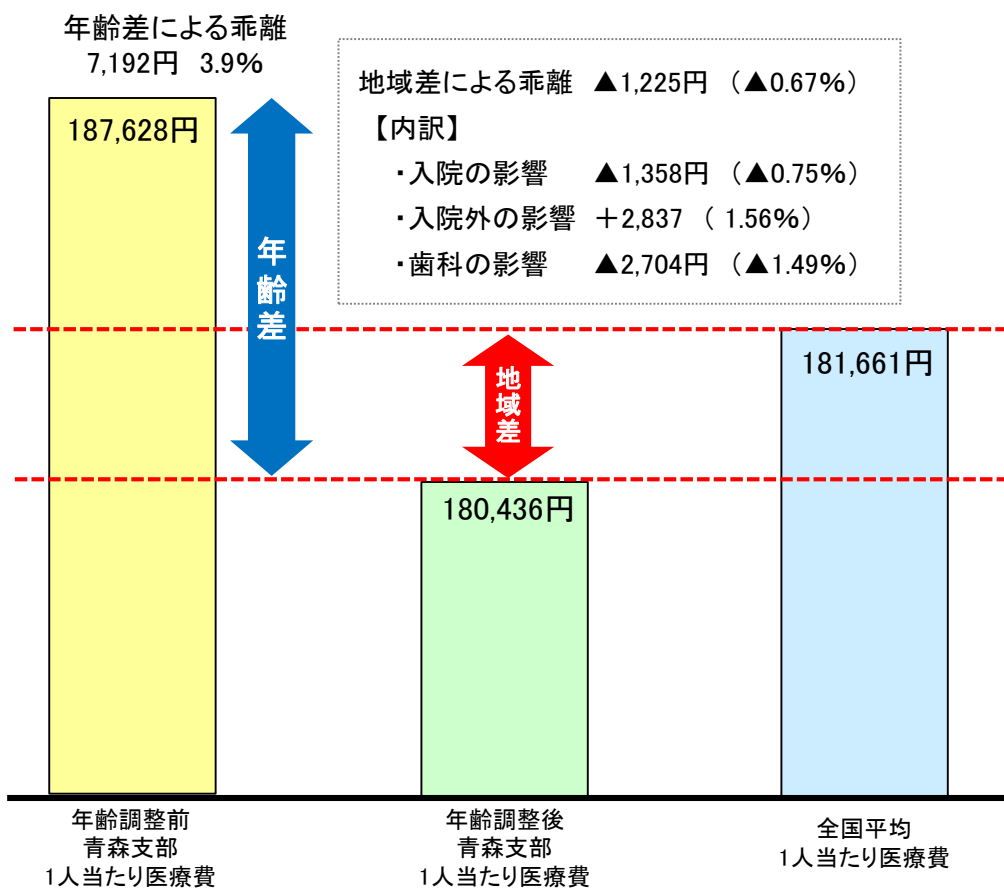 年齢差による乖離
7,192円 3.9%
地域差による乖離 ▲1,225円 (▲0.67%)
【内訳】
・入院の影響 ▲1,358円 (▲0.75%)
・入院外の影響 +2,837 ( 1.56%)
・歯科の影響 ▲2,704円 (▲1.49%)
187,628円
年齢差
地域差
181,661円
180,436円
年齢調整前
青森支部
1人当たり医療費
年齢調整後
青森支部
1人当たり医療費
全国平均
1人当たり医療費